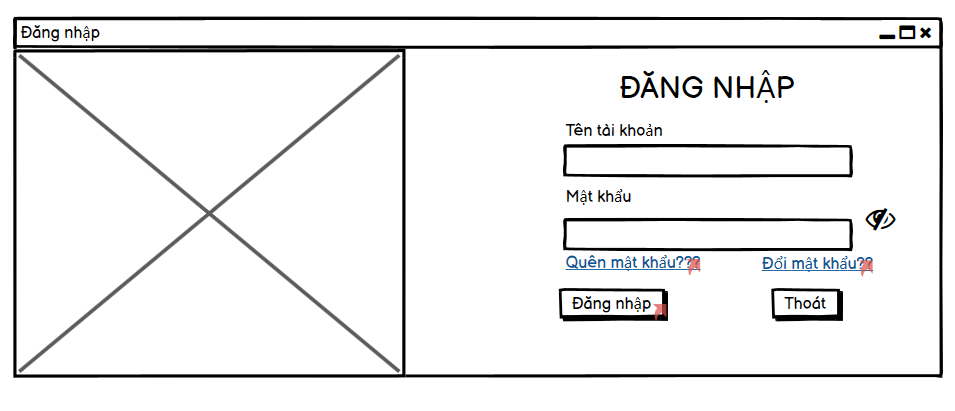 Đăng nhập
ĐĂNG NHẬP
Tên tài khoản
Mật khẩu
Quên mật khẩu???
Đổi mật khẩu??
Đăng nhập
Thoát